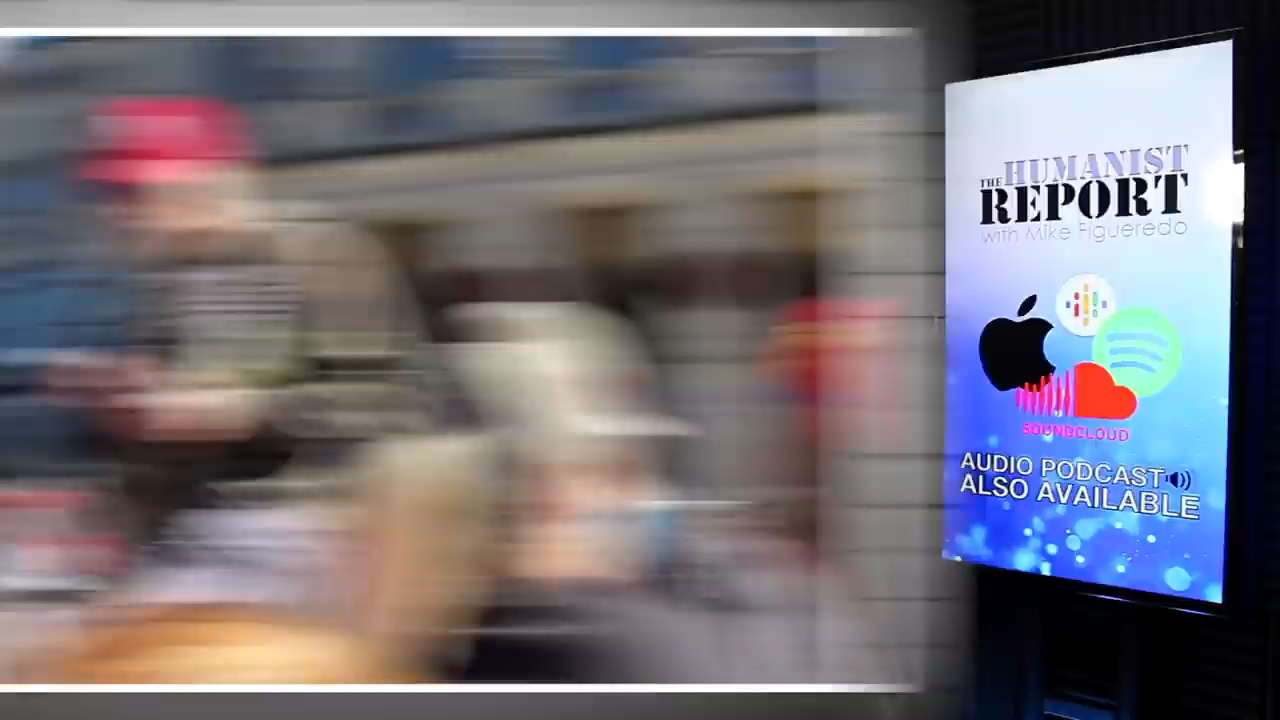 THE HUMANIST
REPORT
with Mike Figueredo
SOUNDCLOUD
AUDIO PODCAST
ALSO AVAILABLE